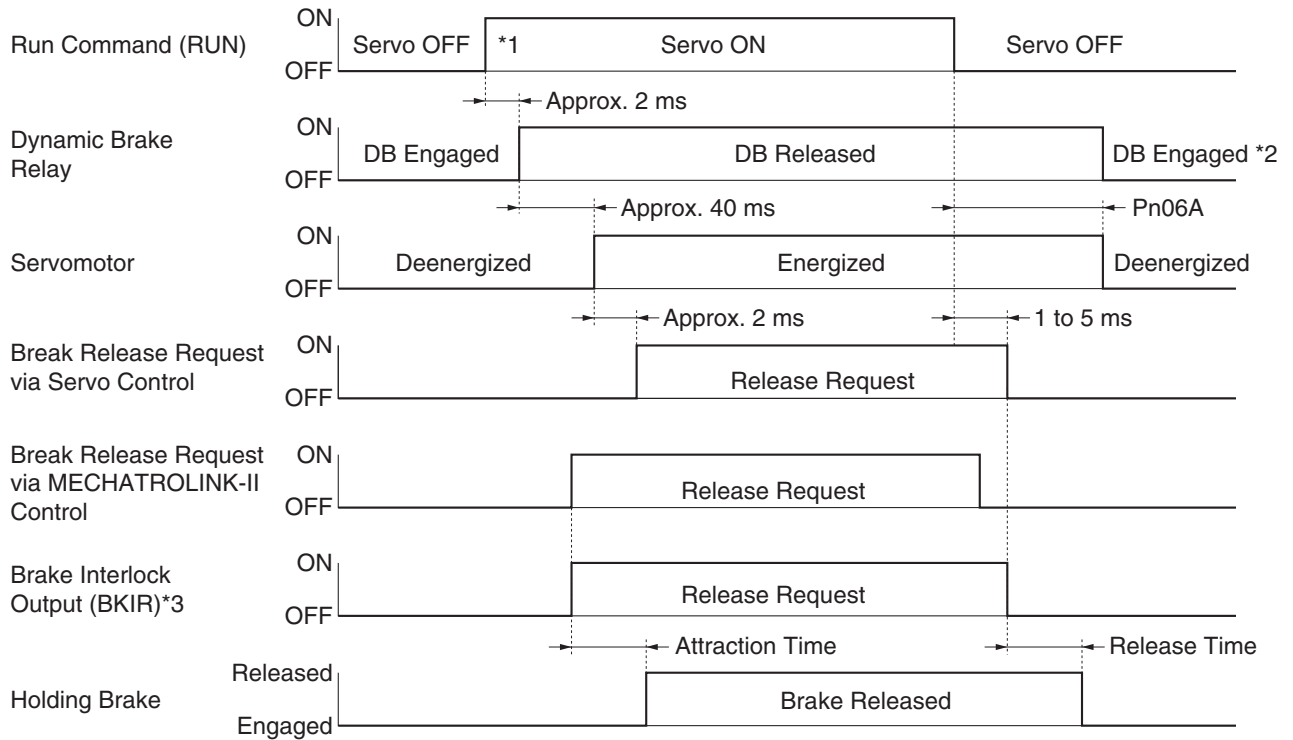 Run Command (RUN)
ON
OFF
Servo OFF
*1
Servo ON
Servo OFF
Approx. 2 ms
Dynamic Brake
Relay
ON
OFF
DB Engaged
DB Released
DB Engaged *2
Approx. 40 ms
Pn06A
Servomotor
ON
OFF
Deenergized
Energized
Deenergized
Approx. 2 ms
1 to 5 ms
Break Release Request
via Servo Control
ON
OFF
Release Request
Break Release Request
via MECHATROLINK-II
Control
ON
OFF
Release Request
Brake Interlock
Output (BKIR)*3
ON
OFF
Release Request
Attraction Time
Release Time
Holding Brake
Released
Engaged
Brake Released